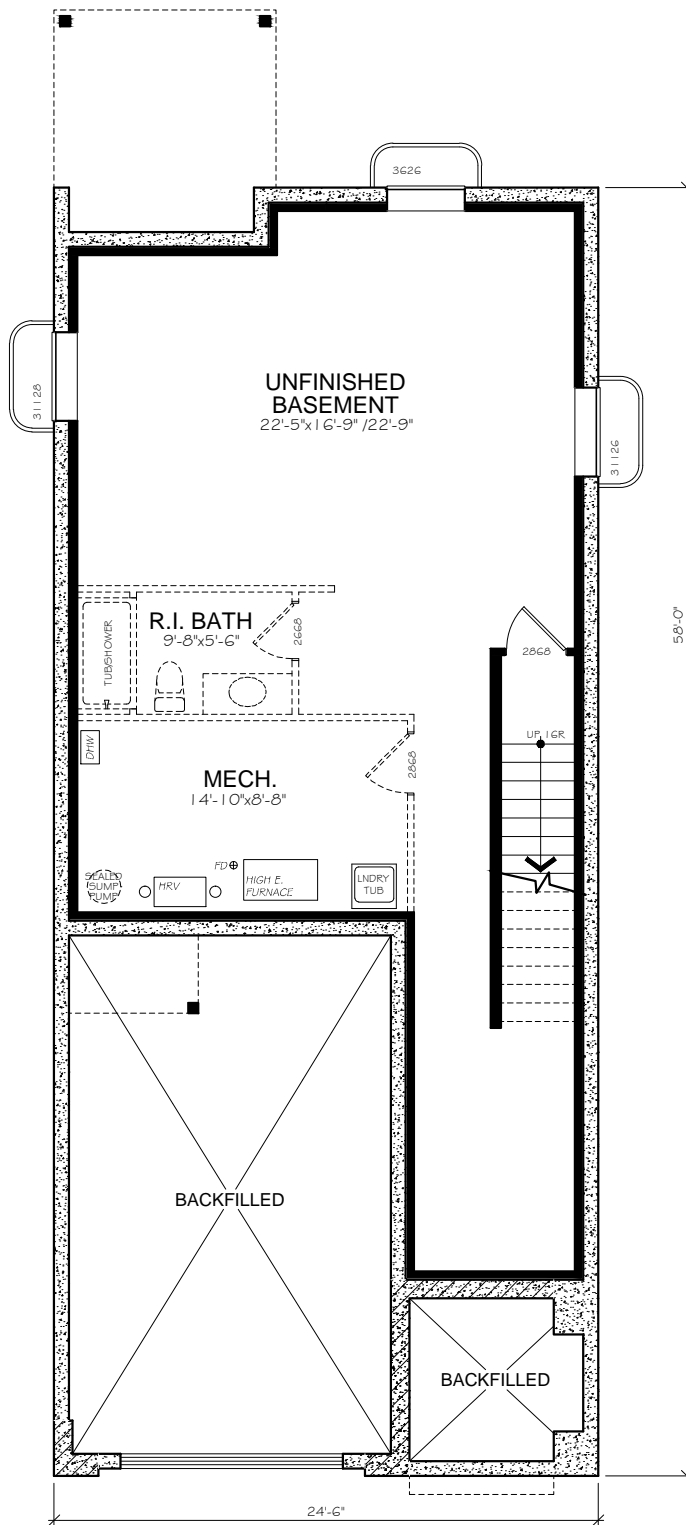 3626
31128
UNFINISHED
BASEMENT
22'-5"x16'-9" /22'-9"
31126
58'-0"
TUB/SHOWER
R.I. BATH
9'-8"x5'-6"
2668
2868
UP 16R
DHW
MECH.
14'-10"x8'-8"
2868
SEALED
SUMP
PUMP
HRV
FD
HIGH E.
FURNACE
LNDRY
TUB
BACKFILLED
BACKFILLED
24'-6"